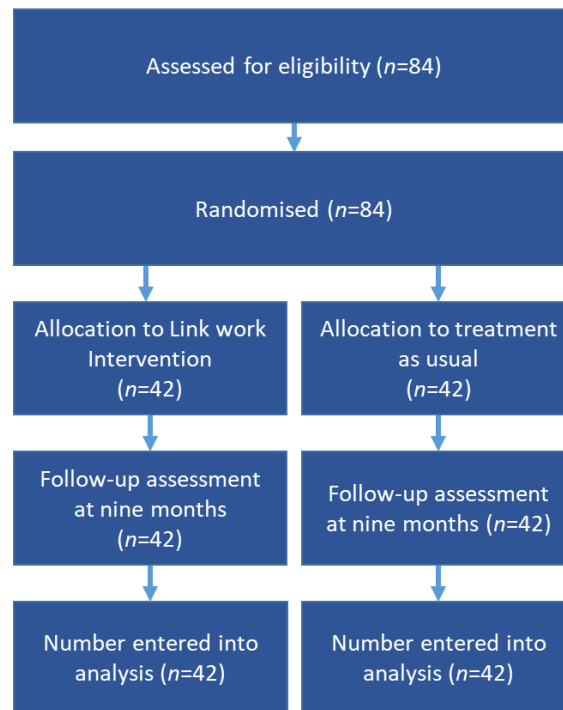 Assessed for eligibility (n=84)
Randomised (n=84)
Allocation to Link work
Intervention
(n=42)
Allocation to treatment
as usual
(n=42)
Follow-up assessment
at nine months
(n=42)
Follow-up assessment
at nine months (n=42)
Number entered into
analysis (n=42)
Number entered into
analysis (n=42)